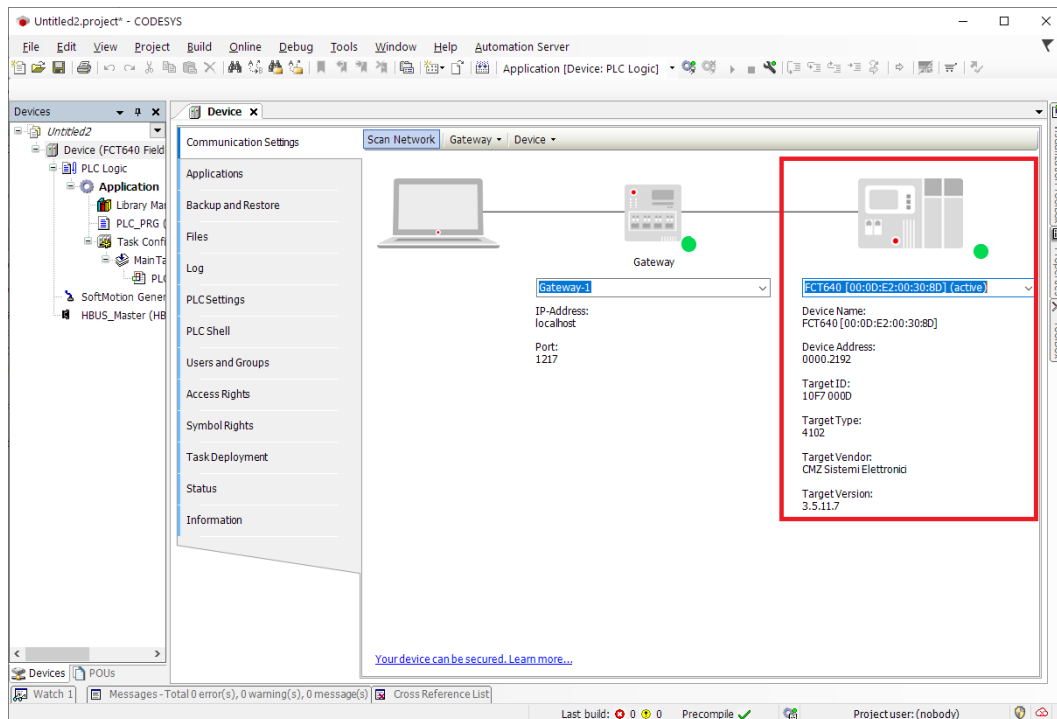 Untitled2.project* - CODESYS
File Edit View Project Build Online Debug Tools Window Help Automation Server
Application [Device: PLC Logic]
Devices
Untitled2
Device (FCT640 Field
PLC Logic
Application
Library Mar
PLC_PRG (
Task Confi
MainTa
PLC
SoftMotion Gener
HBUS_Master (HB
Devices
POUs
Device
Communication Settings
Applications
Backup and Restore
Files
Log
PLC Settings
PLC Shell
Users and Groups
Access Rights
Symbol Rights
Task Deployment
Status
Information
Scan Network Gateway Device
Gateway
Gateway-1
IP-Address:
localhost
Port:
1217
FCT640 [00:0D:E2:00:30:8D] (active)
Device Name:
FCT640 [00:0D:E2:00:30:8D]
Device Address:
0000.2192
Target ID:
10F7 000D
Target Type:
4102
Target Vendor:
CMZ Sistemi Elettronici
Target Version:
3.5.11.7
Your device can be secured. Learn more...
Watch 1 Messages - Total 0 error(s), 0 warning(s), 0 message(s) Cross Reference List
Last build: 0 0 Precompile Project user: (nobody)